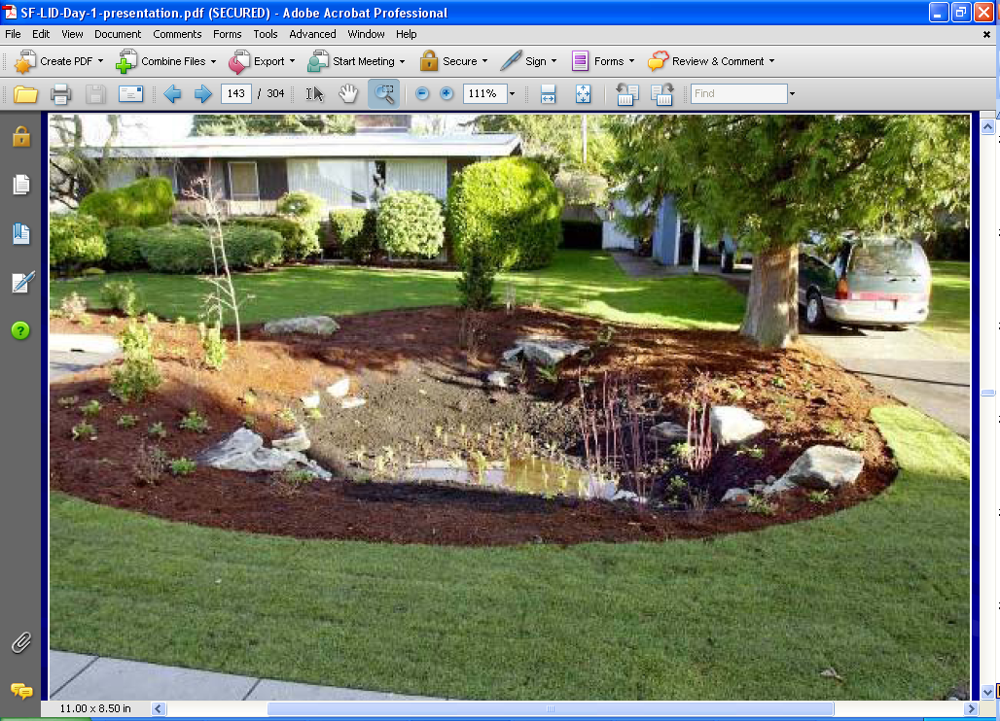 SF-LID-Day-1-presentation.pdf (SECURED) - Adobe Acrobat Professional
File Edit View Document Comments Forms Tools Advanced Window Help
Create PDF Combine Files Export Start Meeting Secure Sign Forms Review & Comment
143 / 304 111% Find
11.00 x 8.50 in